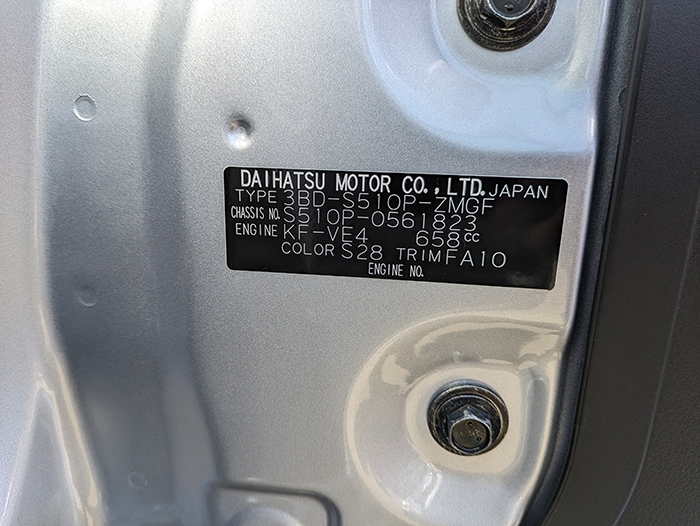 DAIHATSU MOTOR CO., LTD. JAPAN
TYPE 3BD-S510P-ZMGF
CHASSIS NO. S510P-0561823
ENGINE KF-VE4 658cc
COLOR S28 TRIM FA10
ENGINE NO.